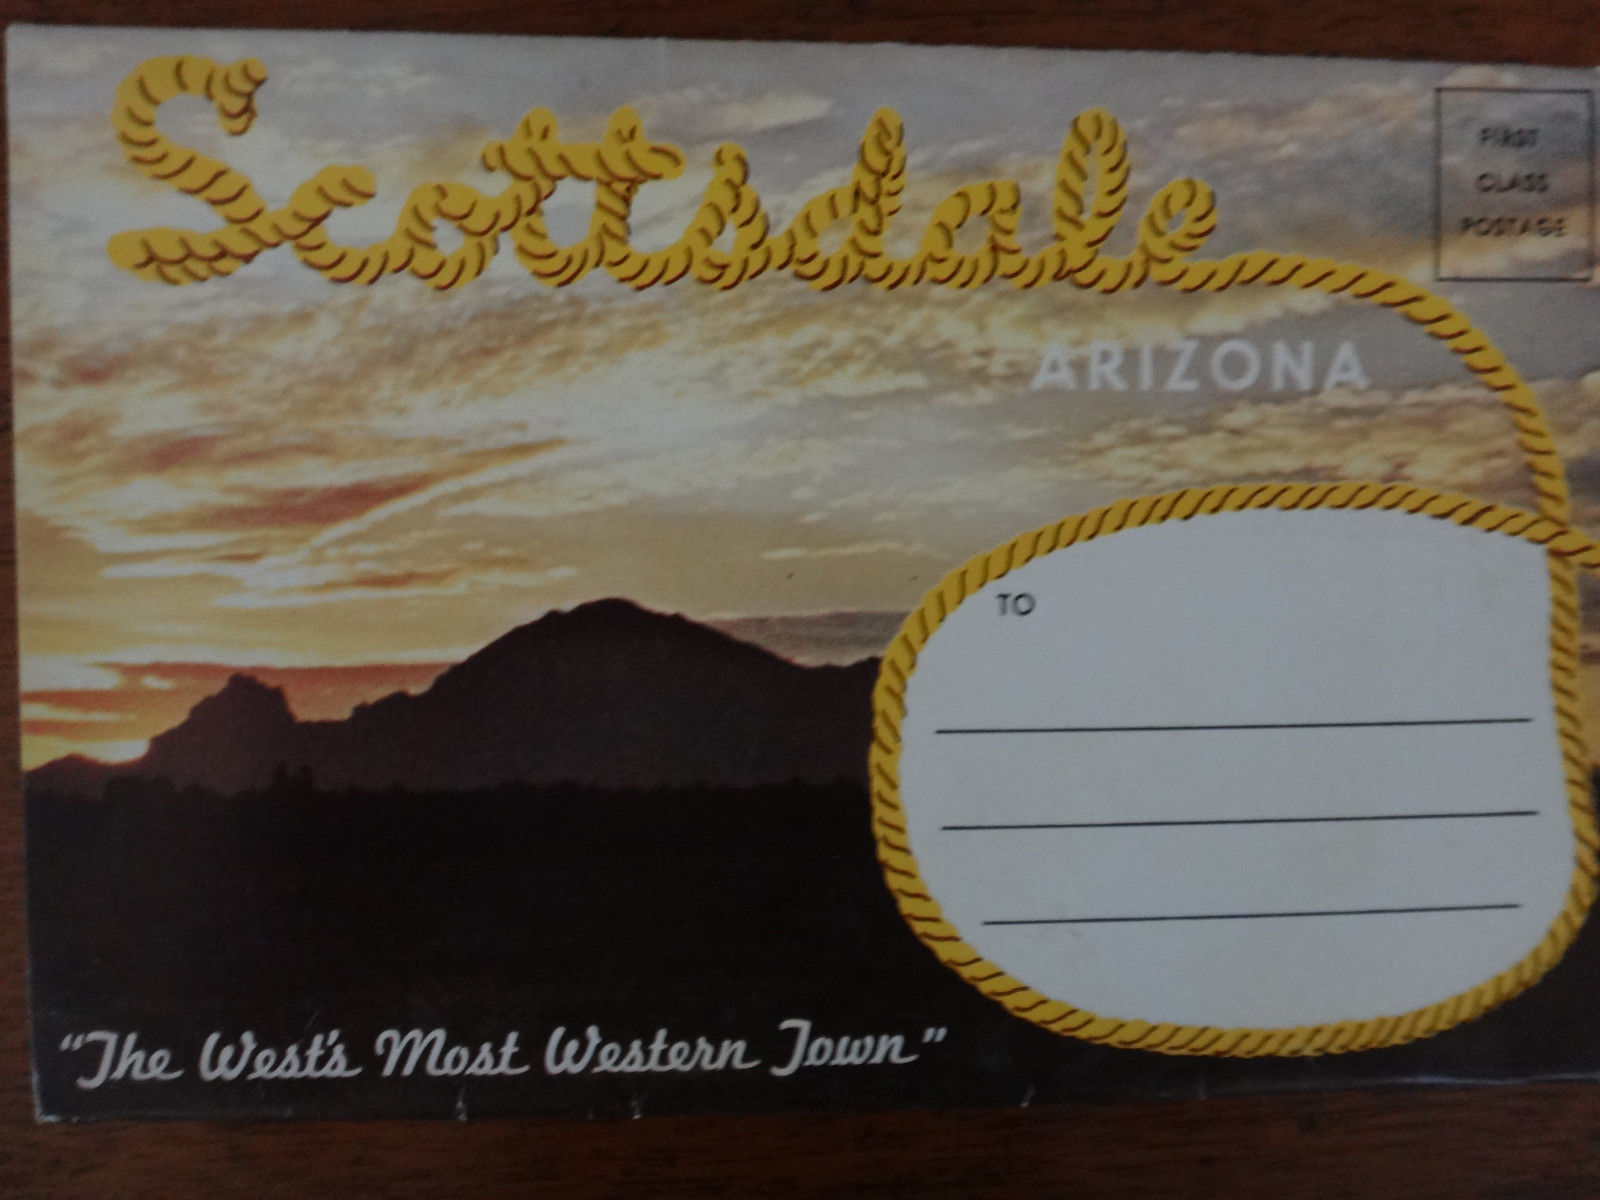 Scottsdale
FIRST
CLASS
POSTAGE
ARIZONA
TO
"The West's Most Western Town"